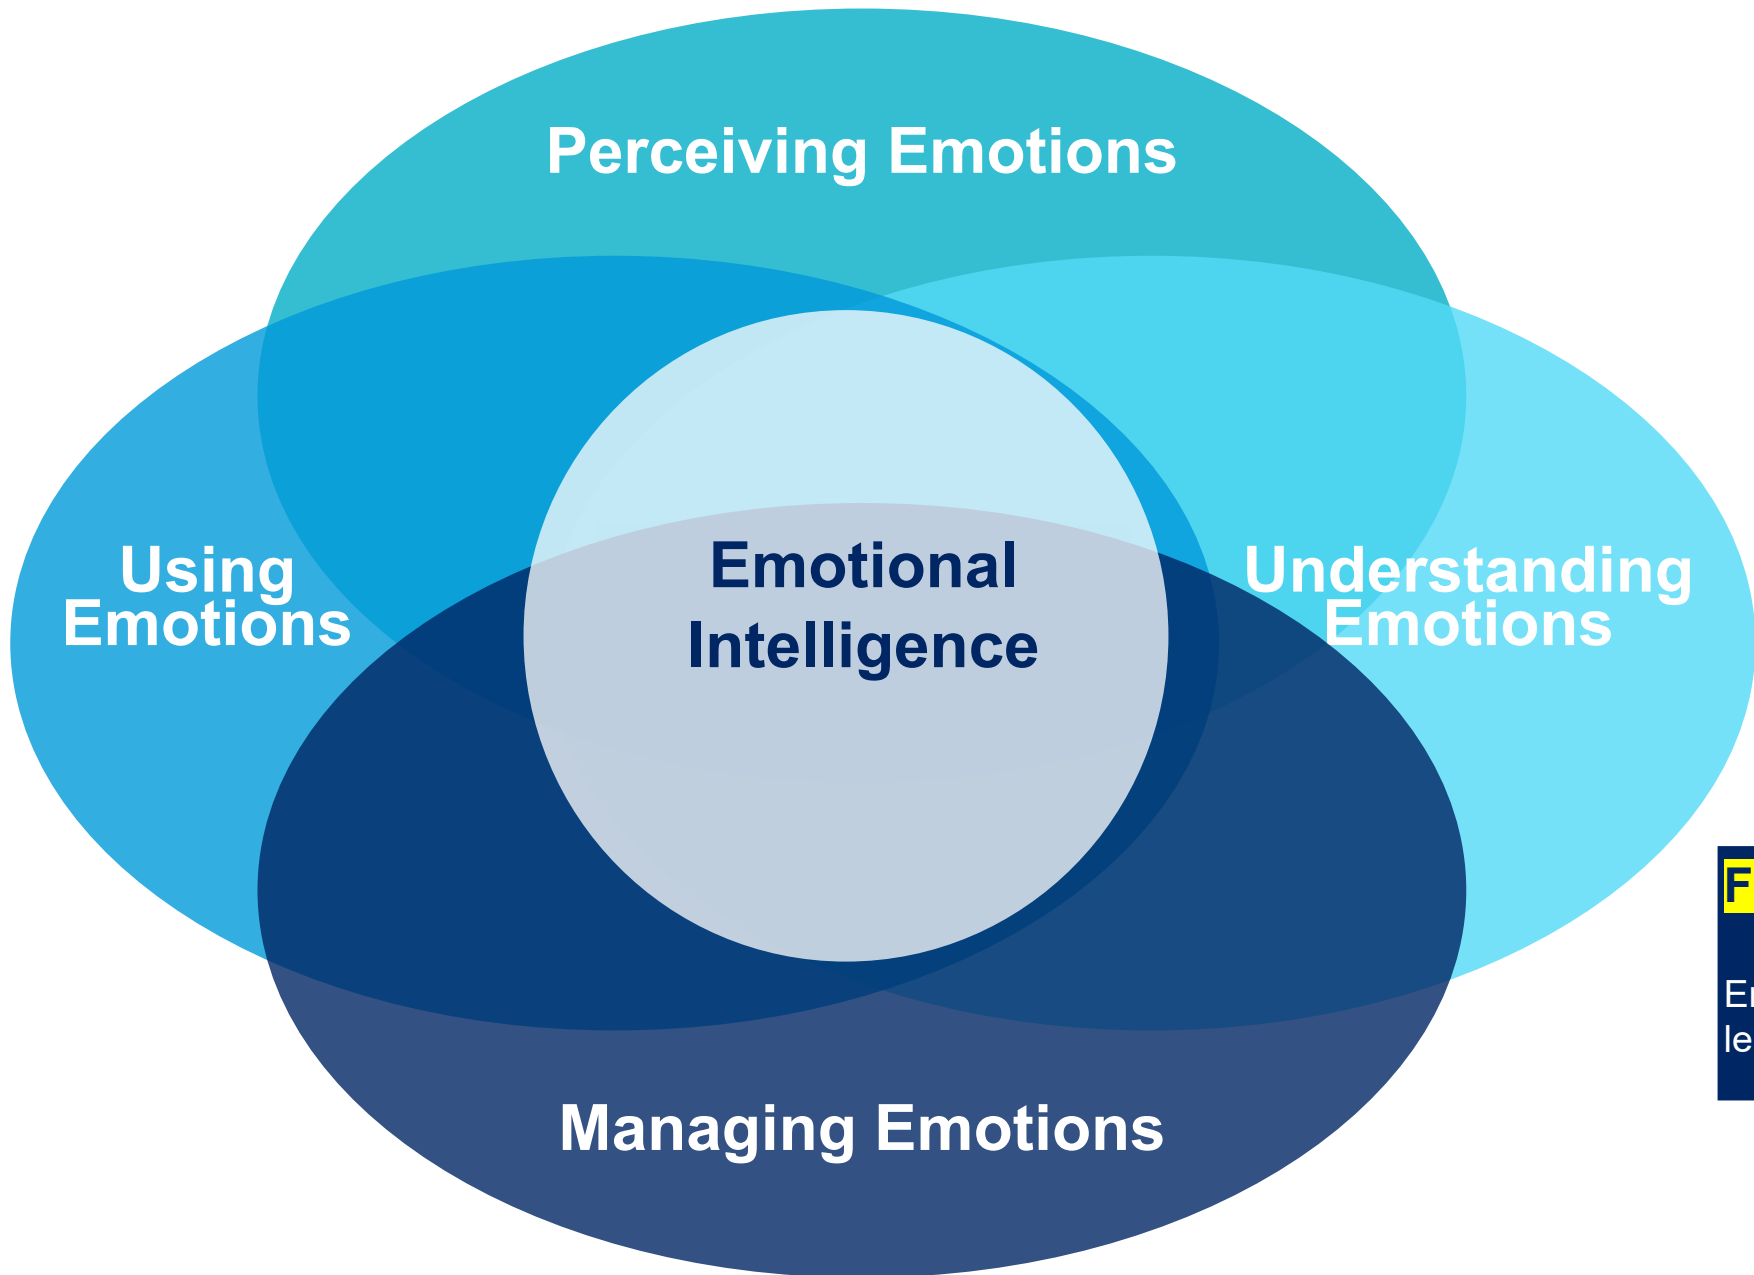 Perceiving Emotions
Using
Emotions
Emotional
Intelligence
Understanding
Emotions
Managing Emotions